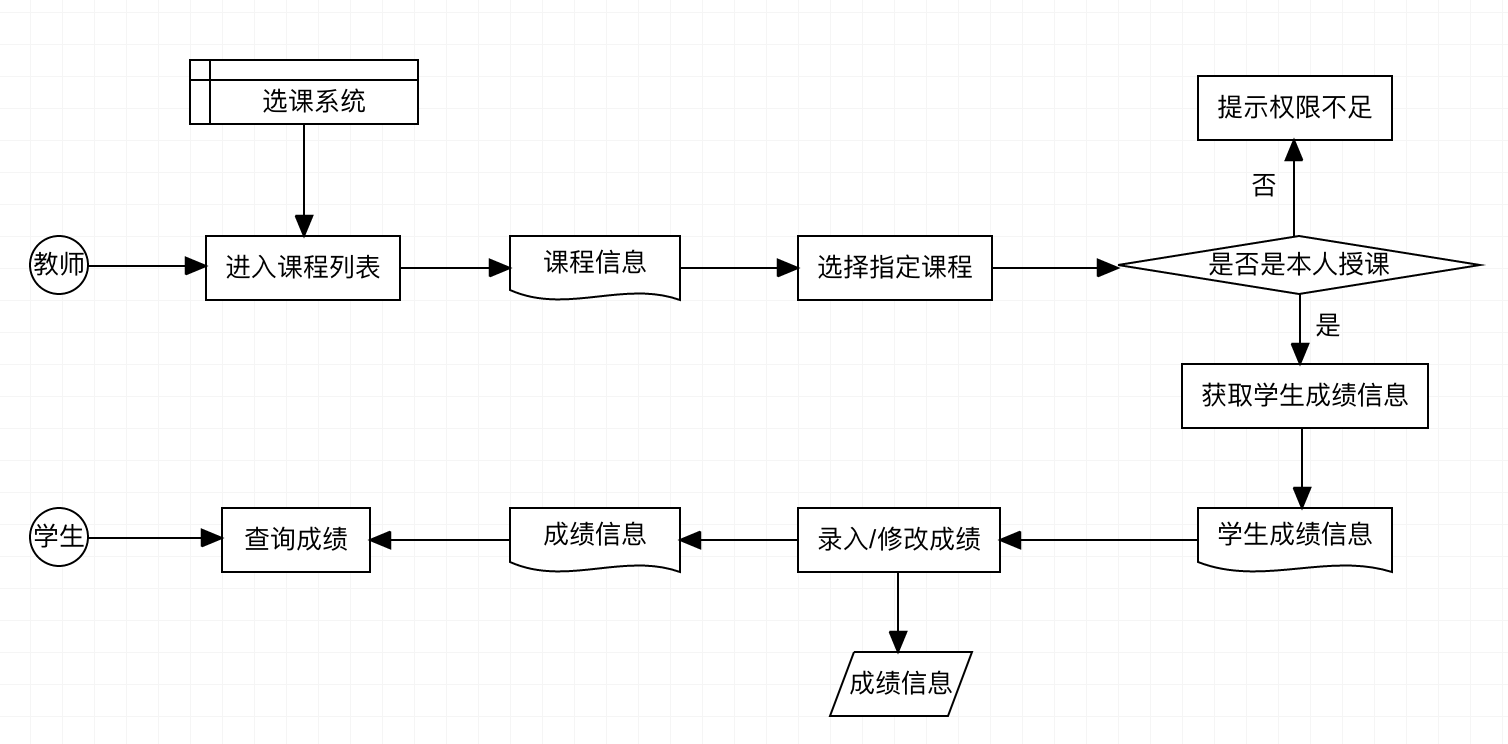 选课系统
提示权限不足
否
教师
进入课程列表
课程信息
选择指定课程
是否是本人授课
是
获取学生成绩信息
学生
查询成绩
成绩信息
录入/修改成绩
学生成绩信息
成绩信息